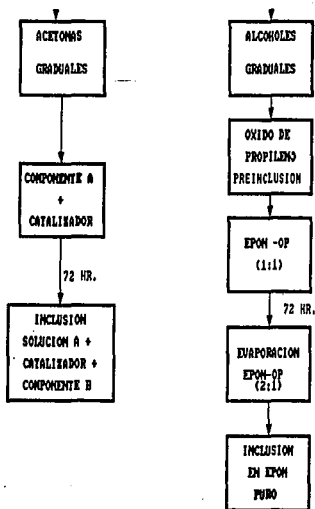 ACETONAS
GRADUALES
COMPONENTE A
+
CATALIZADOR
72 HR.
INCLUSION
SOLUCION A +
CATALIZADOR +
COMPONENTE B
ALCOHOLES
GRADUALES
OXIDO DE
PROPILENO
PREINCLUSION
EPON -OP
(1:1)
72 HR.
EVAPORACION
EPON-OP
(2:1)
INCLUSION
EN EPON
PURO